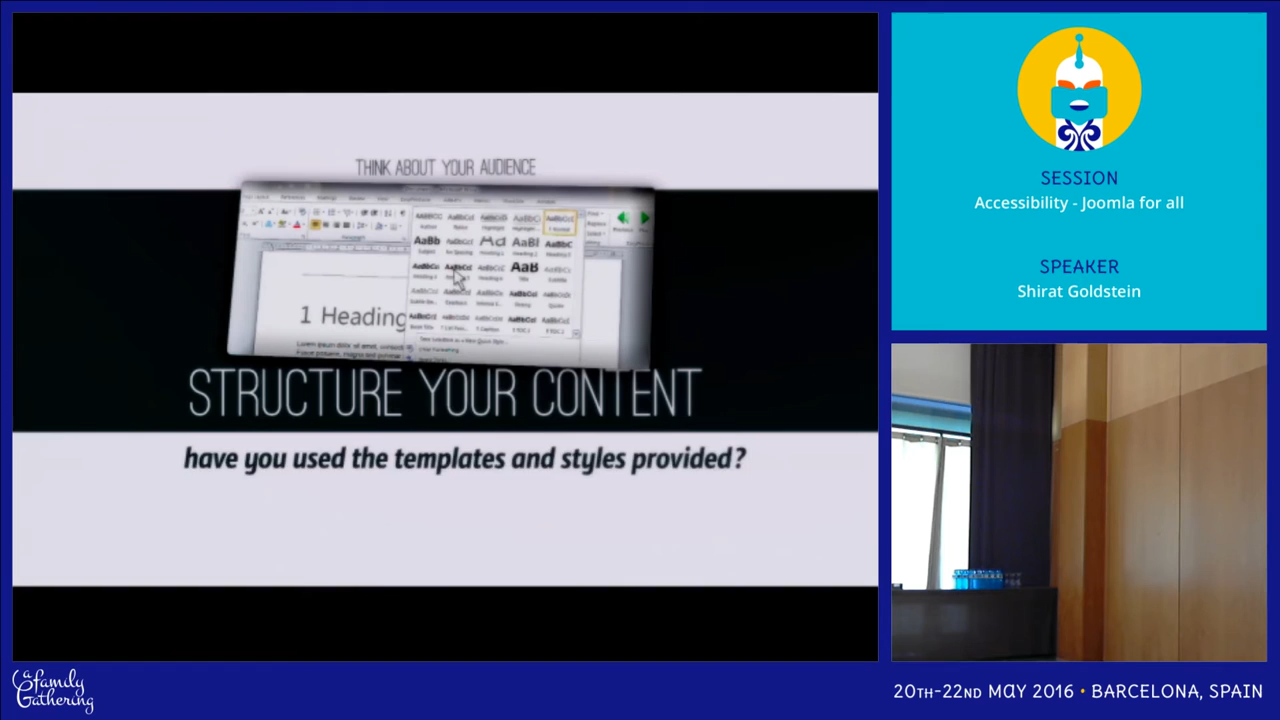 THINK ABOUT YOUR AUDIENCE
1 Heading
STRUCTURE YOUR CONTENT
have you used the templates and styles provided?
SESSION
Accessibility - Joomla for all
SPEAKER
Shirat Goldstein
a family
Gathering
20TH-22ND MAY 2016 • BARCELONA, SPAIN